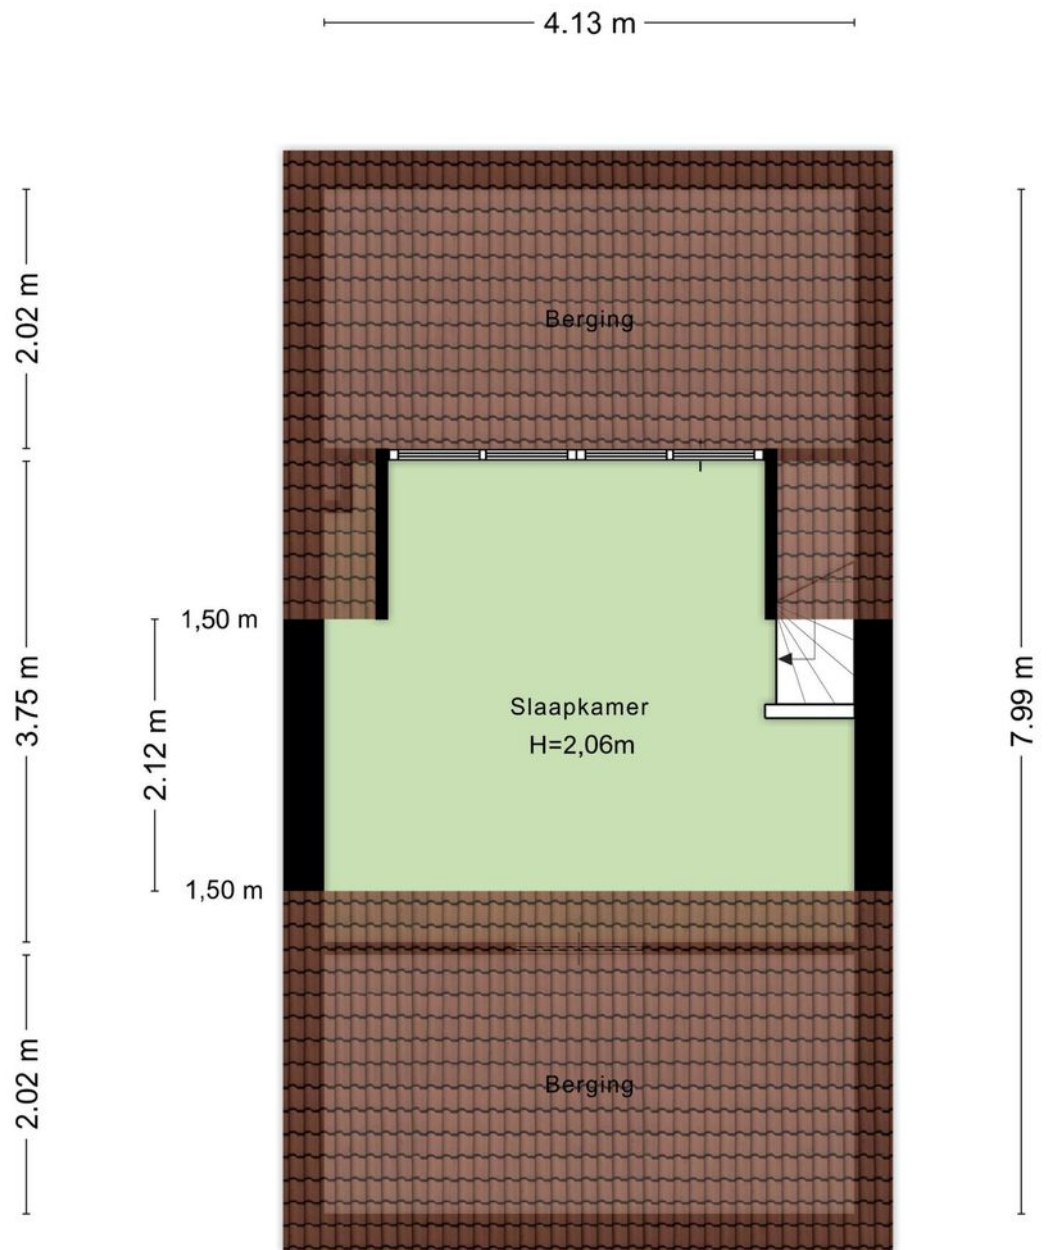 4.13 m
2.02 m
Berging
1,50 m
3.75 m
2.12 m
7.99 m
Slaapkamer
H=2,06m
1,50 m
2.02 m
Berging